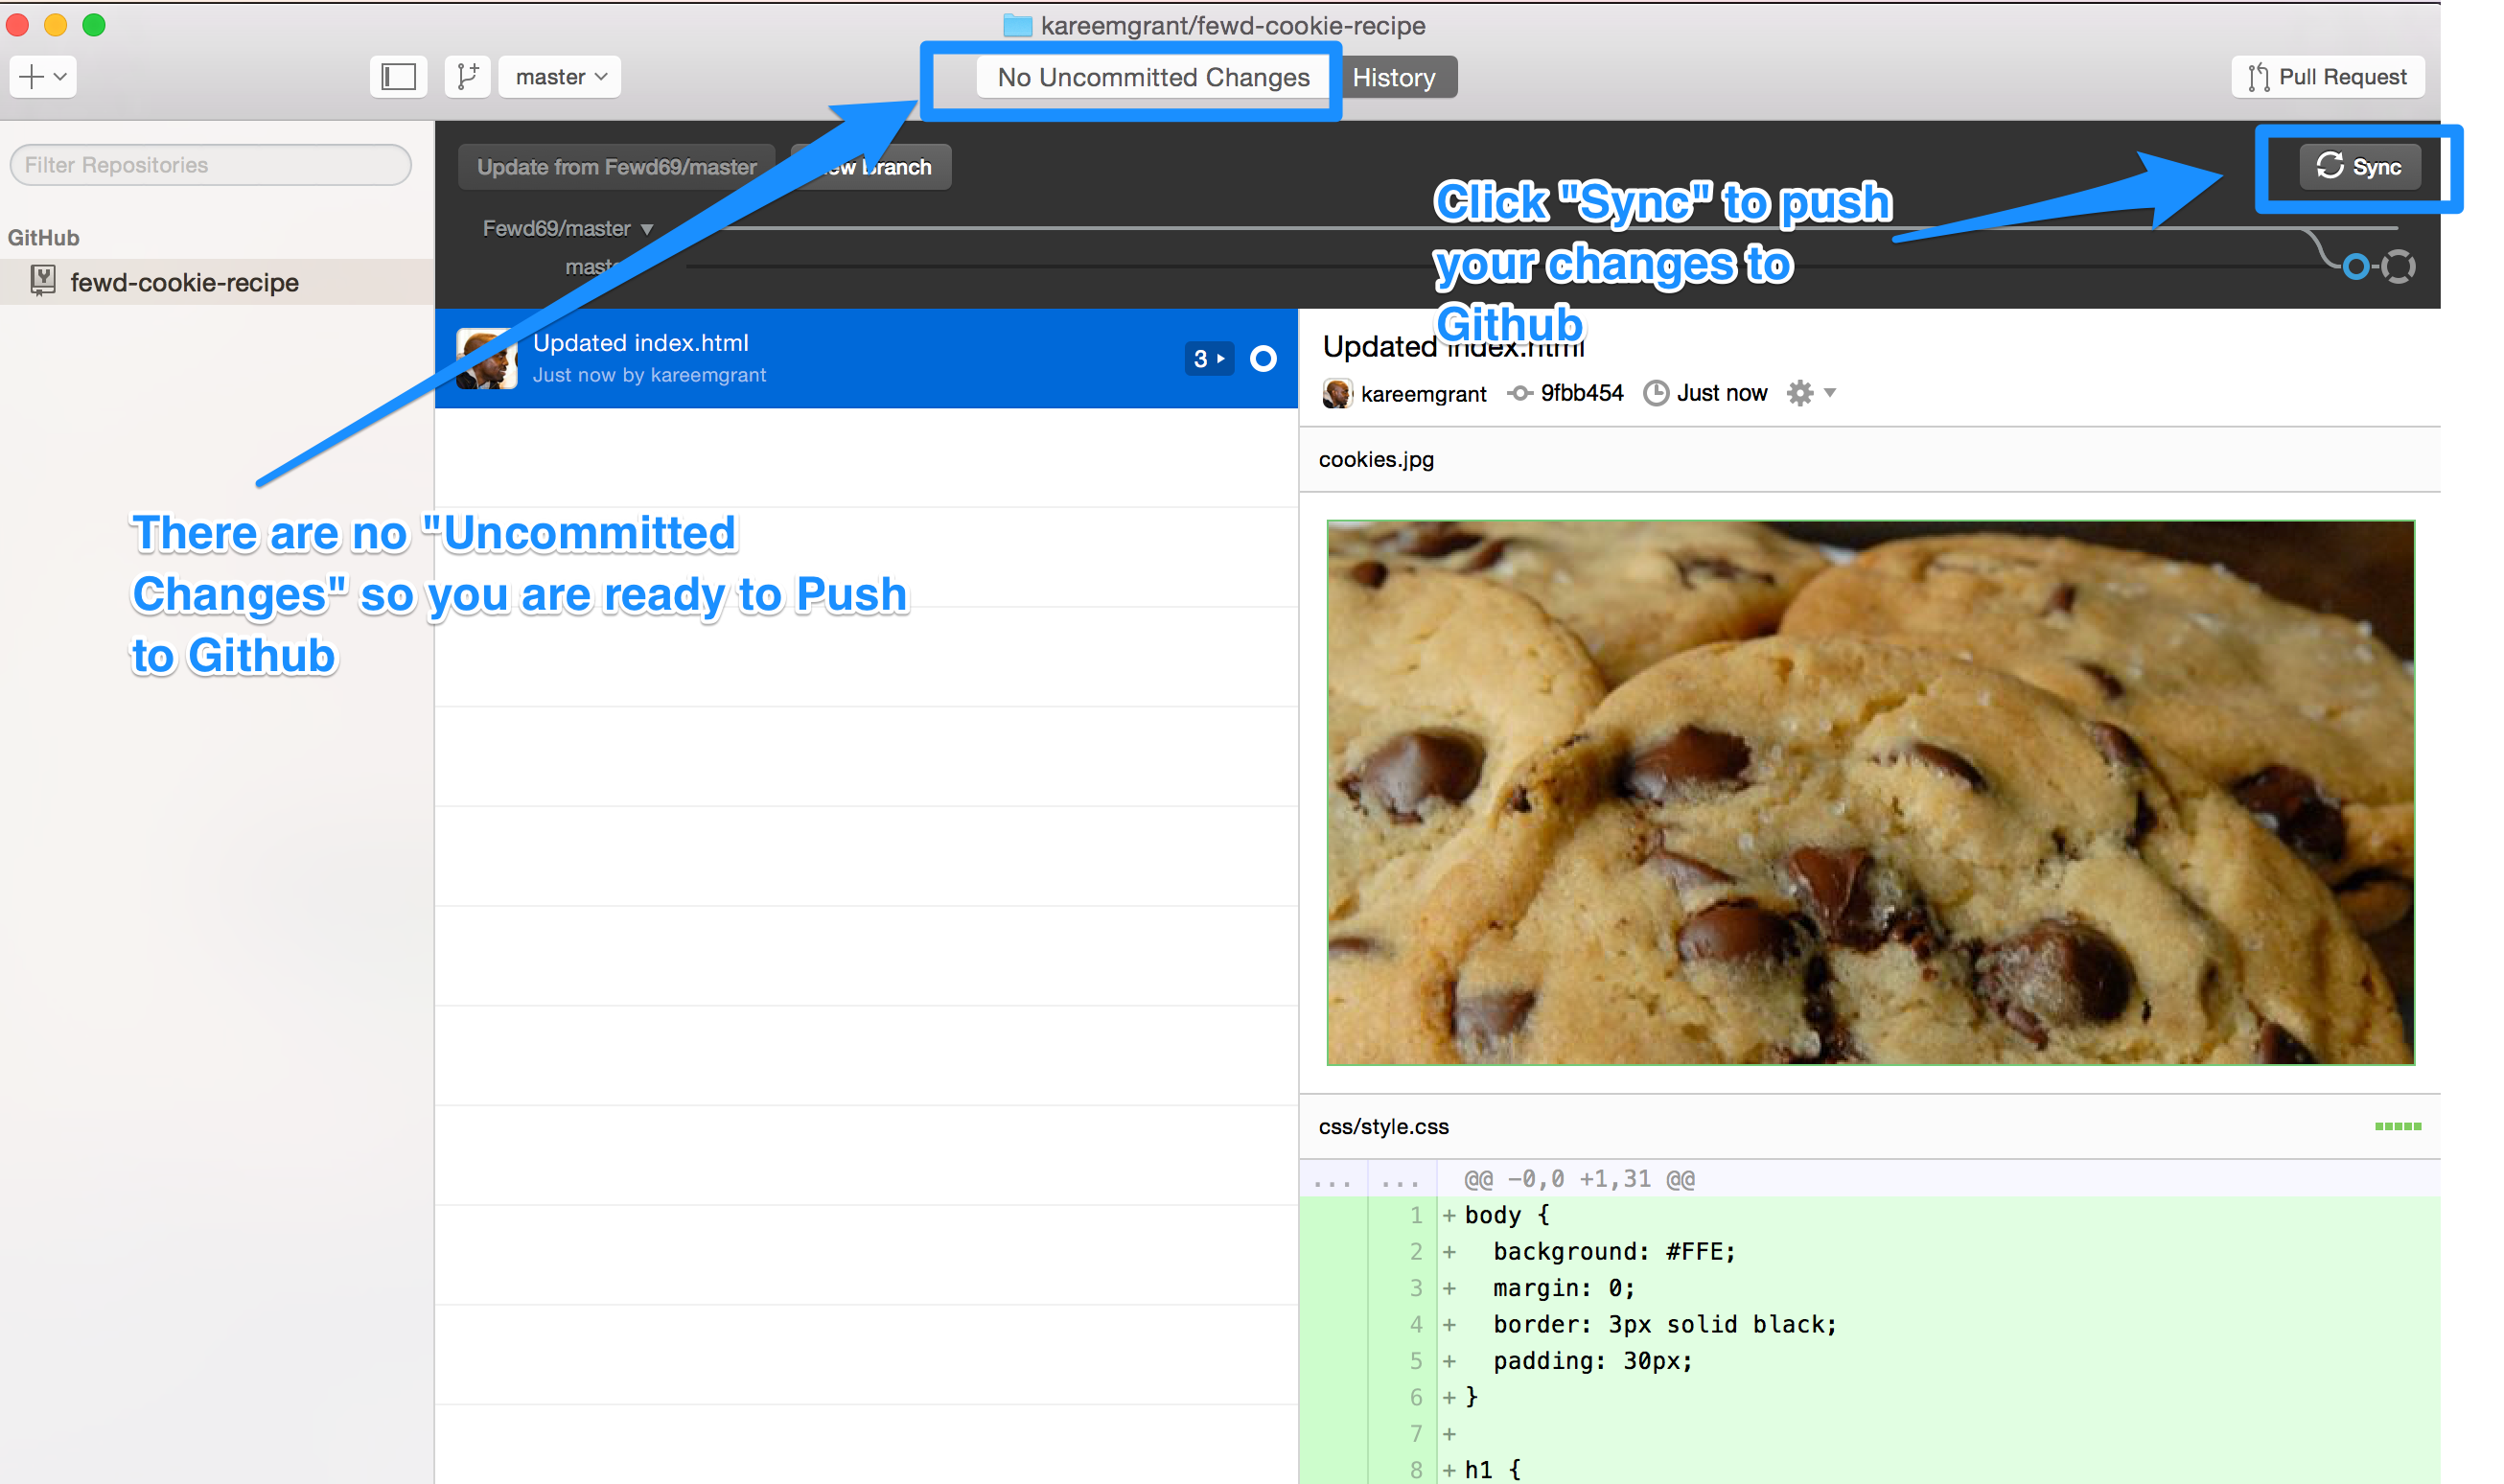 kareemgrant/fewd-cookie-recipe
master
No Uncommitted Changes
History
Pull Request
Filter Repositories
Update from Fewd69/master
Branch
Sync
GitHub
Fewd69/master
fewd-cookie-recipe
Click "Sync" to push
your changes to
Github
Updated index.html
Just now by kareemgrant
3
Updated index.html
kareemgrant
9fbb454
Just now
cookies.jpg
There are no "Uncommitted
Changes" so you are ready to Push
to Github
css/style.css
... ... @@ -0,0 +1,31 @@
1 + body {
2 + background: #FFE;
3 + margin: 0;
4 + border: 3px solid black;
5 + padding: 30px;
6 + }
7 +
8 + h1 {